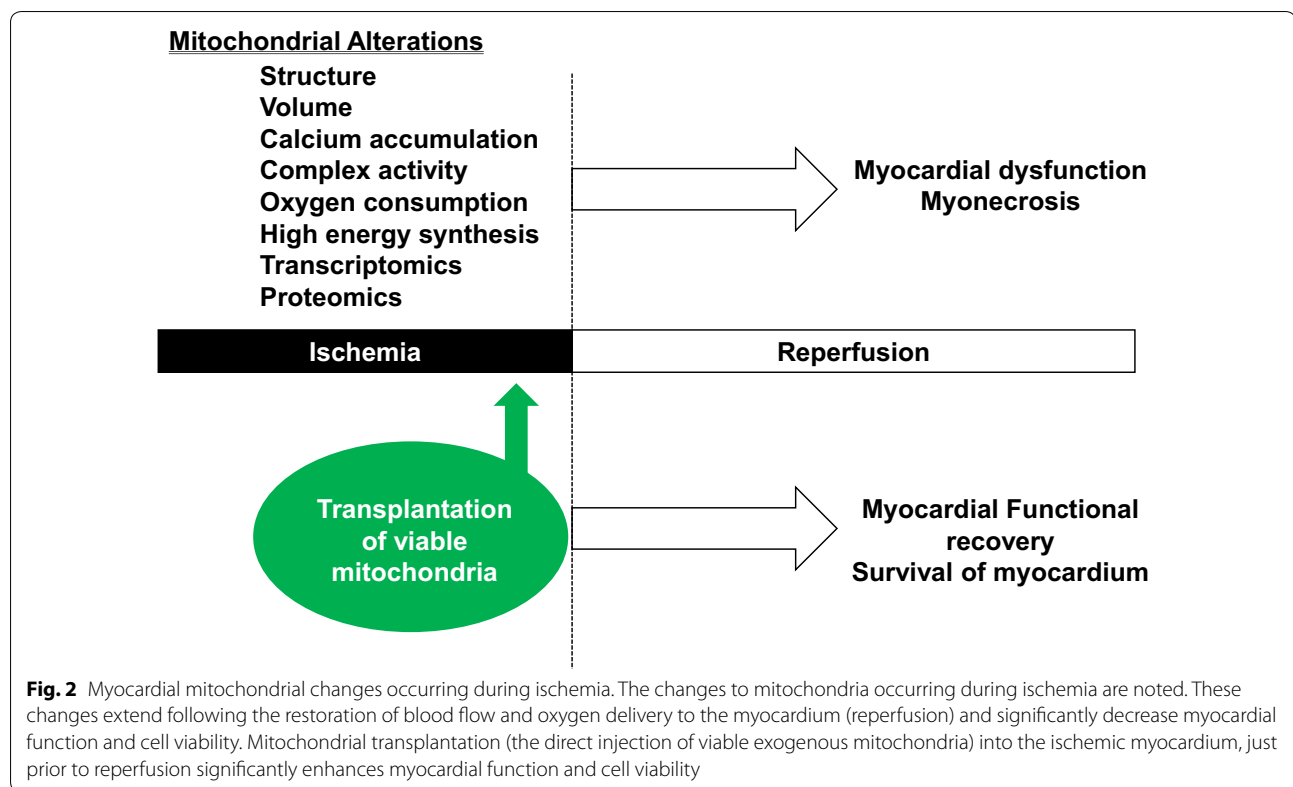 Mitochondrial Alterations
Structure
Volume
Calcium accumulation
Complex activity
Oxygen consumption
High energy synthesis
Transcriptomics
Proteomics
Myocardial dysfunction
Myonecrosis
Ischemia
Reperfusion
Transplantation
of viable
mitochondria
Myocardial Functional
recovery
Survival of myocardium
Fig. 2 Myocardial mitochondrial changes occurring during ischemia. The changes to mitochondria occurring during ischemia are noted. These
changes extend following the restoration of blood flow and oxygen delivery to the myocardium (reperfusion) and significantly decrease myocardial
function and cell viability. Mitochondrial transplantation (the direct injection of viable exogenous mitochondria) into the ischemic myocardium, just
prior to reperfusion significantly enhances myocardial function and cell viability